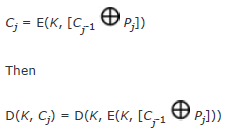 Cj = E(K, [Cj-1 ⊕ Pj])
Then
D(K, Cj) = D(K, E(K, [Cj-1 ⊕ Pj]))